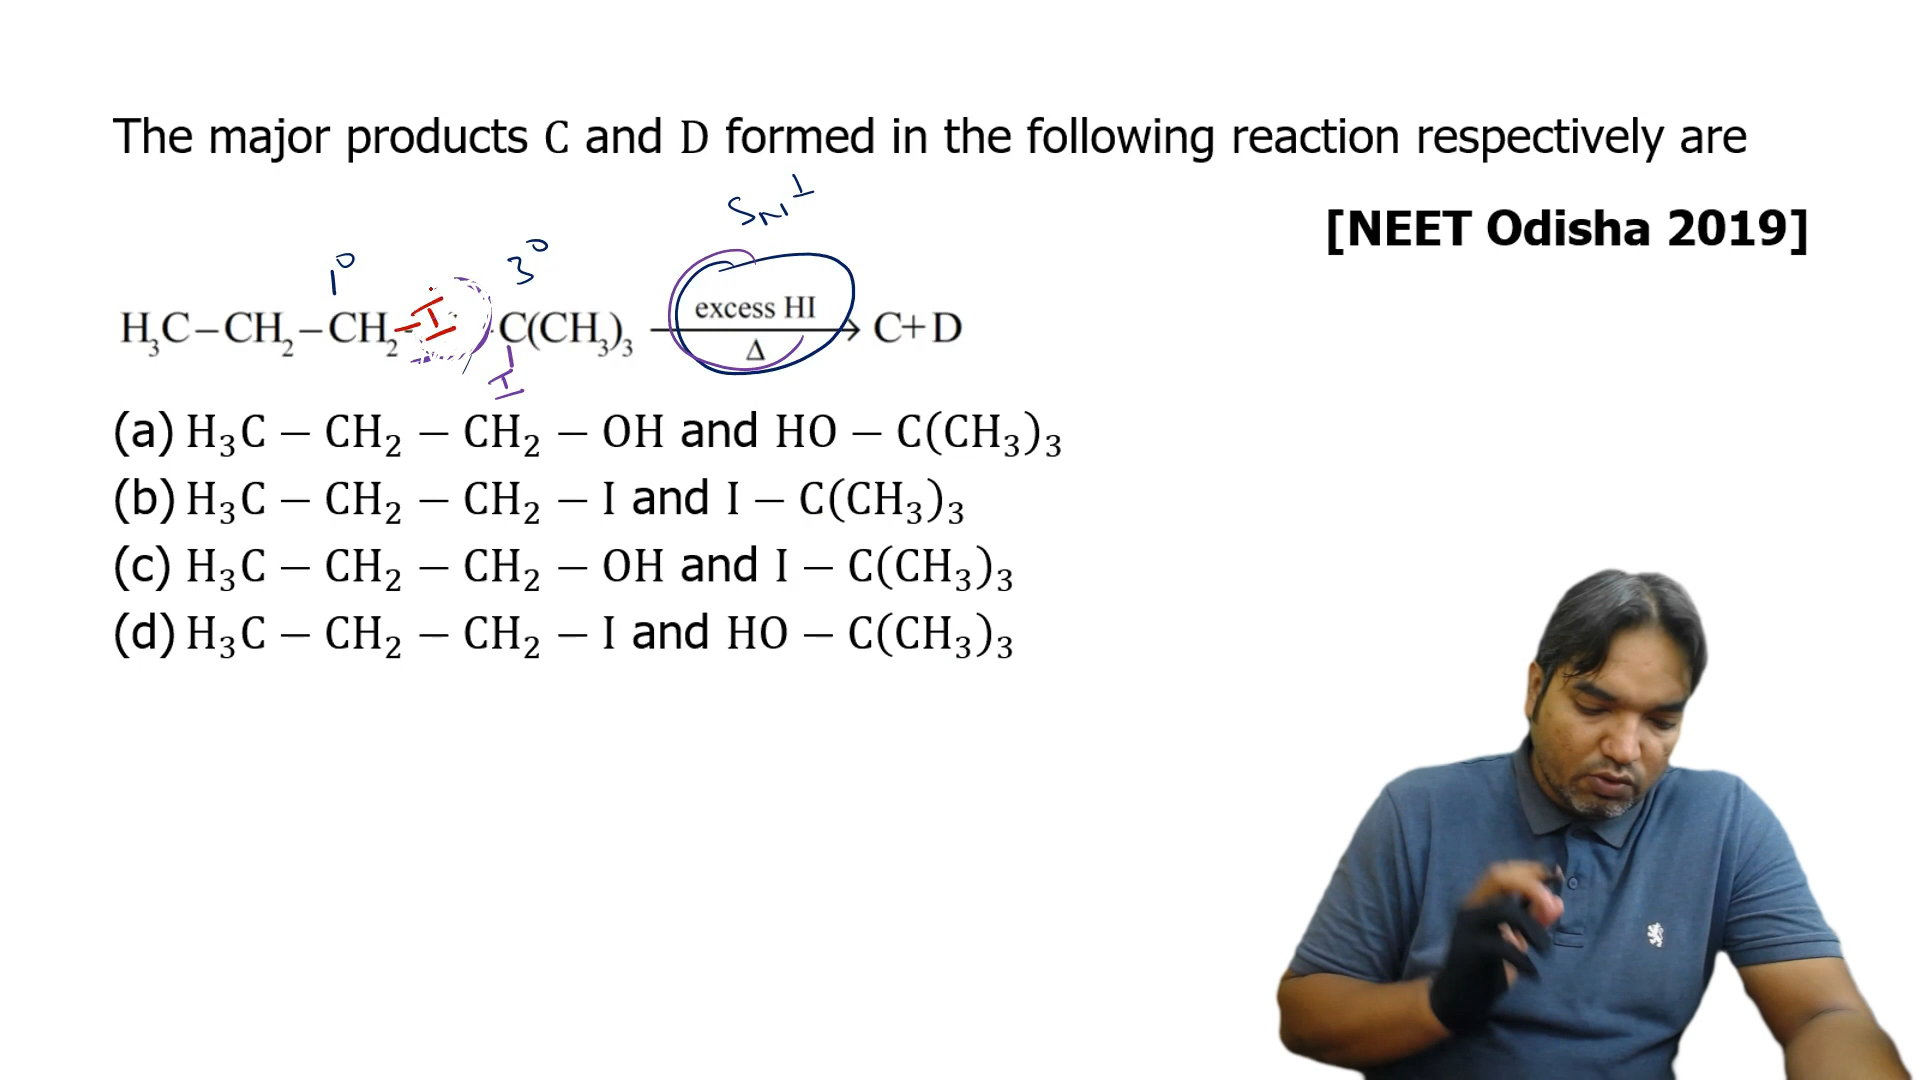 The major products C and D formed in the following reaction respectively are
[NEET Odisha 2019]
SN1
1° 3°
H₃C–CH₂–CH₂–I C(CH₃)₃ excess HI Δ → C+D
I
(a) H₃C − CH₂ − CH₂ − OH and HO − C(CH₃)₃
(b) H₃C − CH₂ − CH₂ − I and I − C(CH₃)₃
(c) H₃C − CH₂ − CH₂ − OH and I − C(CH₃)₃
(d) H₃C − CH₂ − CH₂ − I and HO − C(CH₃)₃